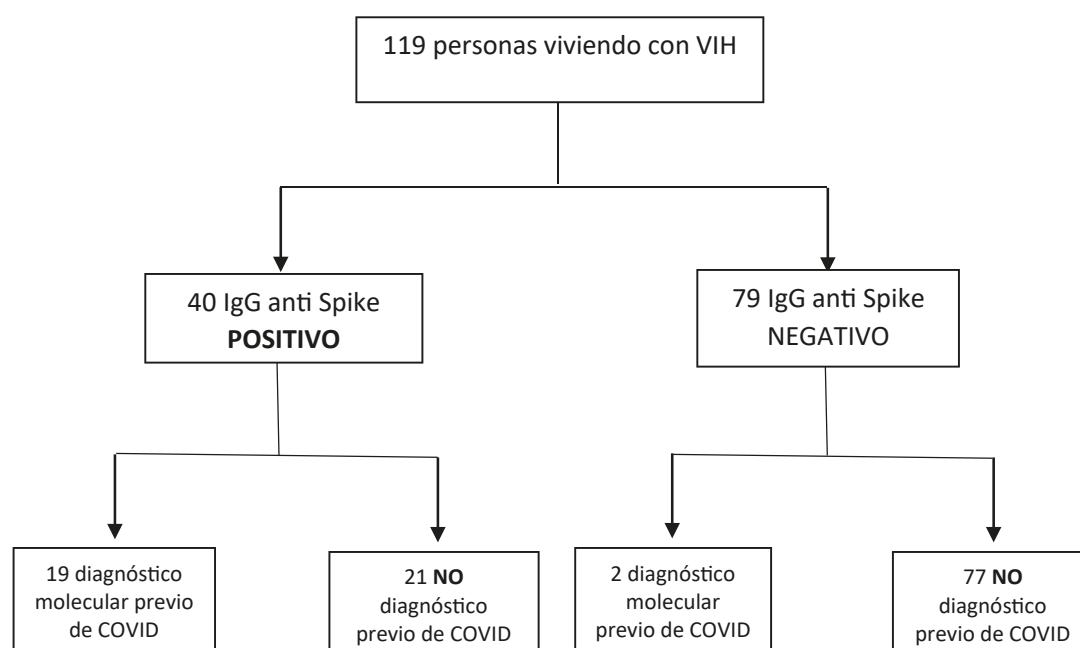 119 personas viviendo con VIH
40 IgG anti Spike
POSITIVO
79 IgG anti Spike
NEGATIVO
19 diagnóstico
molecular previo
de COVID
21 NO
diagnóstico
previo de COVID
2 diagnóstico
molecular
previo de COVID
77 NO
diagnóstico
previo de COVID